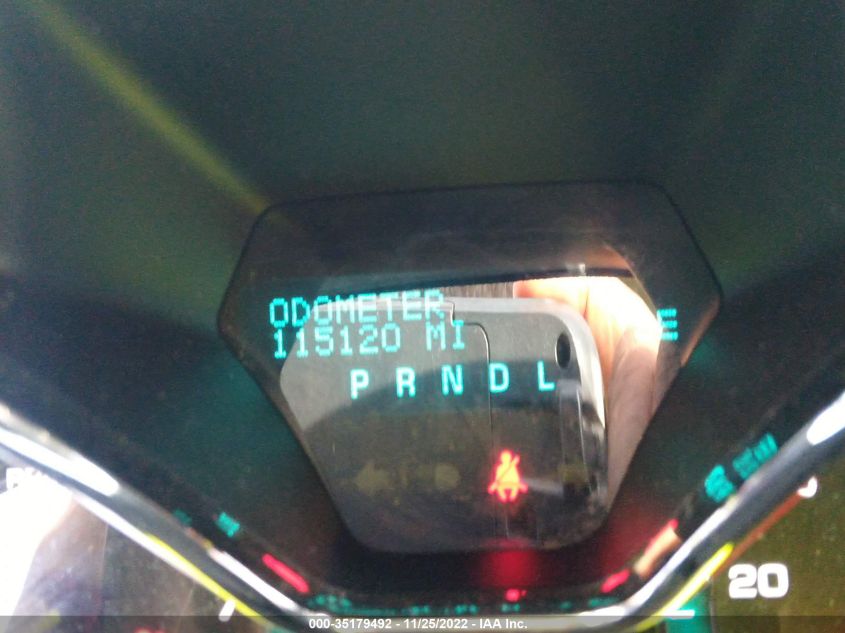 ODOMETER
115120 MI
E
P R N D L
20
000-35179492 - 11/25/2022 - IAA Inc.